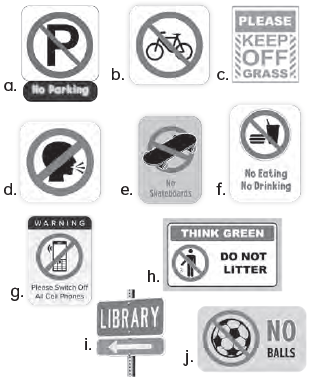 a. P
No Parking
b.
c. PLEASE
KEEP
OFF
GRASS
d.
e. No
Skateboards
f. No Eating
No Drinking
g. WARNING
Please Switch Off
All Cell Phones
h. THINK GREEN
DO NOT
LITTER
i. LIBRARY
j. NO
BALLS